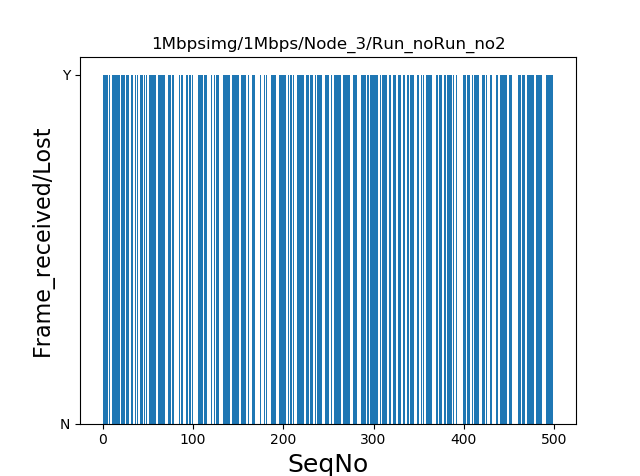 1Mbpsimg/1Mbps/Node_3/Run_noRun_no2
Y
Frame_received/Lost
N
0 100 200 300 400 500
SeqNo